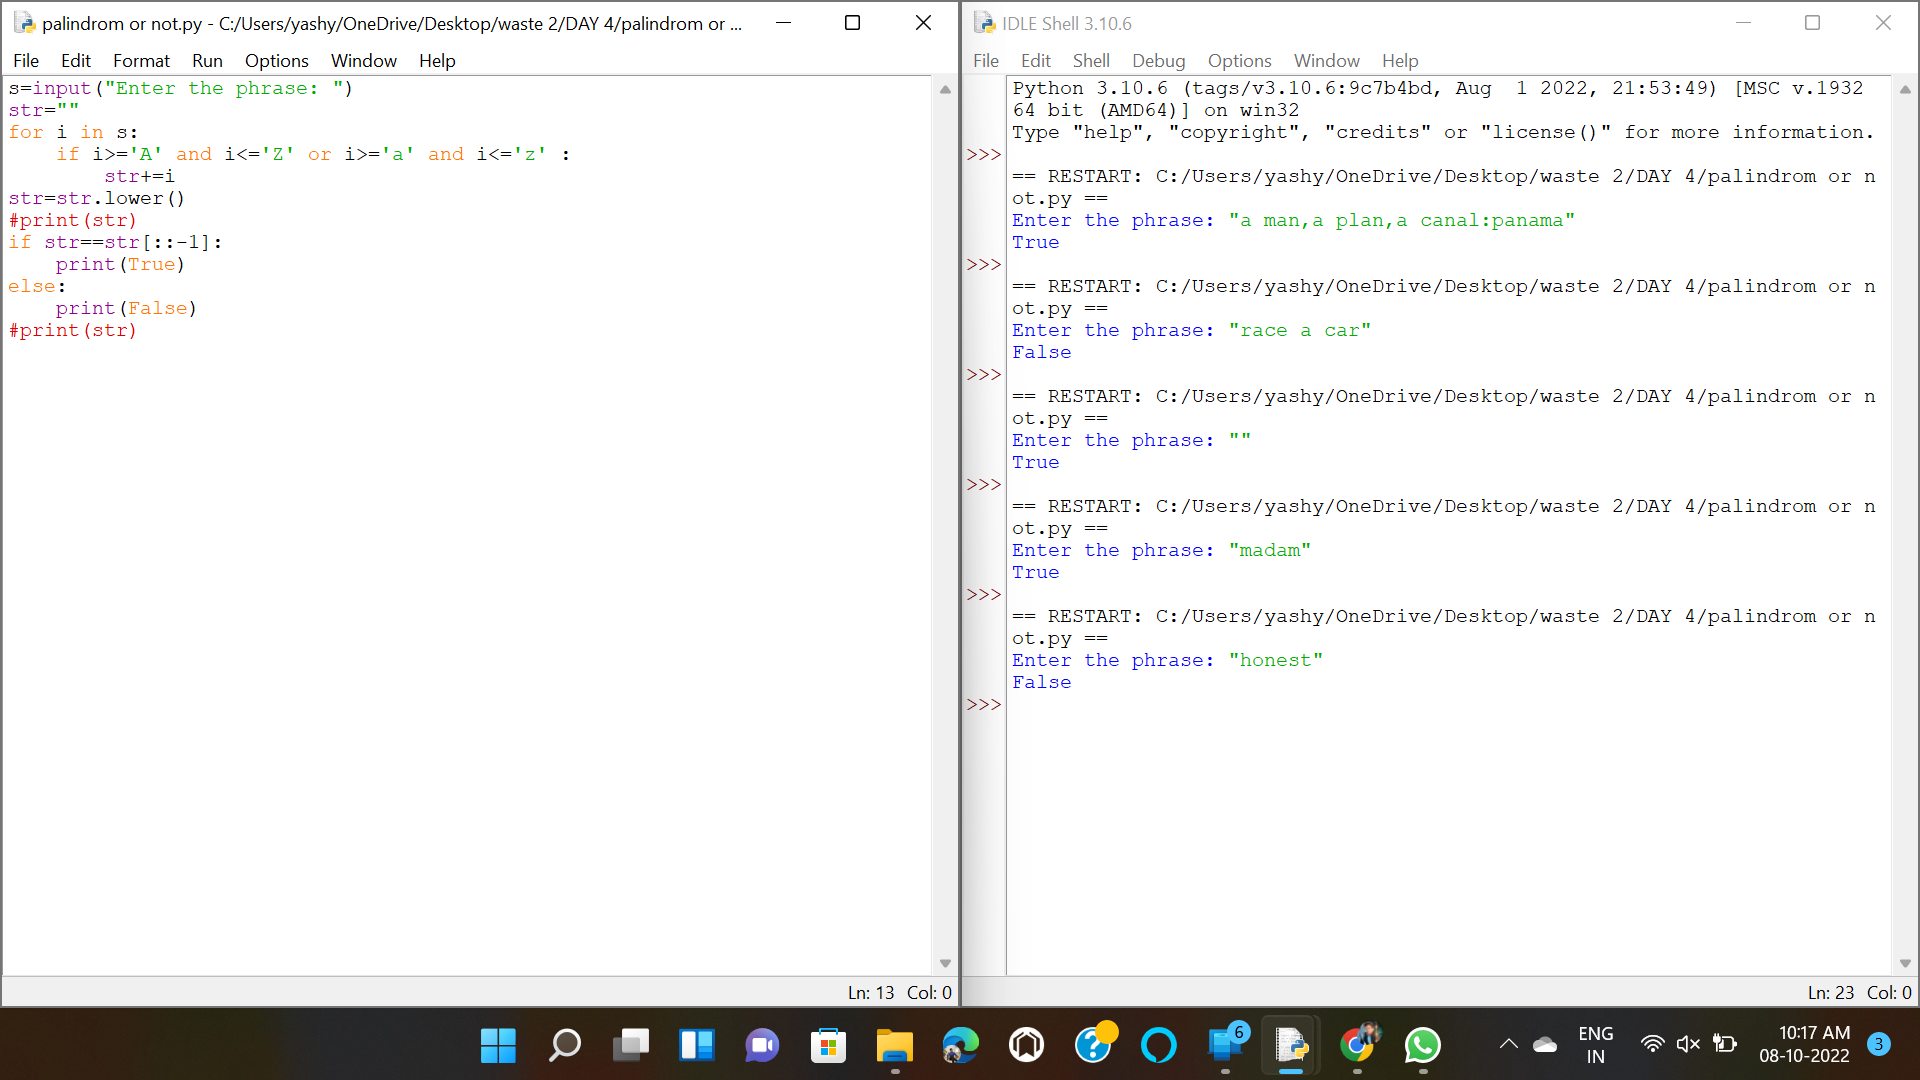 palindrom or not.py - C:/Users/yashy/OneDrive/Desktop/waste 2/DAY 4/palindrom or ...
File Edit Format Run Options Window Help
s=input("Enter the phrase: ")
str=""
for i in s:
    if i>='A' and i<='Z' or i>='a' and i<='z' :
        str+=i
str=str.lower()
#print(str)
if str==str[::-1]:
    print(True)
else:
    print(False)
#print(str)
Ln: 13 Col: 0
IDLE Shell 3.10.6
File Edit Shell Debug Options Window Help
Python 3.10.6 (tags/v3.10.6:9c7b4bd, Aug  1 2022, 21:53:49) [MSC v.1932
64 bit (AMD64)] on win32
Type "help", "copyright", "credits" or "license()" for more information.
>>>
== RESTART: C:/Users/yashy/OneDrive/Desktop/waste 2/DAY 4/palindrom or n
ot.py ==
Enter the phrase: "a man,a plan,a canal:panama"
True
>>>
== RESTART: C:/Users/yashy/OneDrive/Desktop/waste 2/DAY 4/palindrom or n
ot.py ==
Enter the phrase: "race a car"
False
>>>
== RESTART: C:/Users/yashy/OneDrive/Desktop/waste 2/DAY 4/palindrom or n
ot.py ==
Enter the phrase: ""
True
>>>
== RESTART: C:/Users/yashy/OneDrive/Desktop/waste 2/DAY 4/palindrom or n
ot.py ==
Enter the phrase: "madam"
True
>>>
== RESTART: C:/Users/yashy/OneDrive/Desktop/waste 2/DAY 4/palindrom or n
ot.py ==
Enter the phrase: "honest"
False
>>>
Ln: 23 Col: 0
6
ENG
IN
10:17 AM
08-10-2022
3